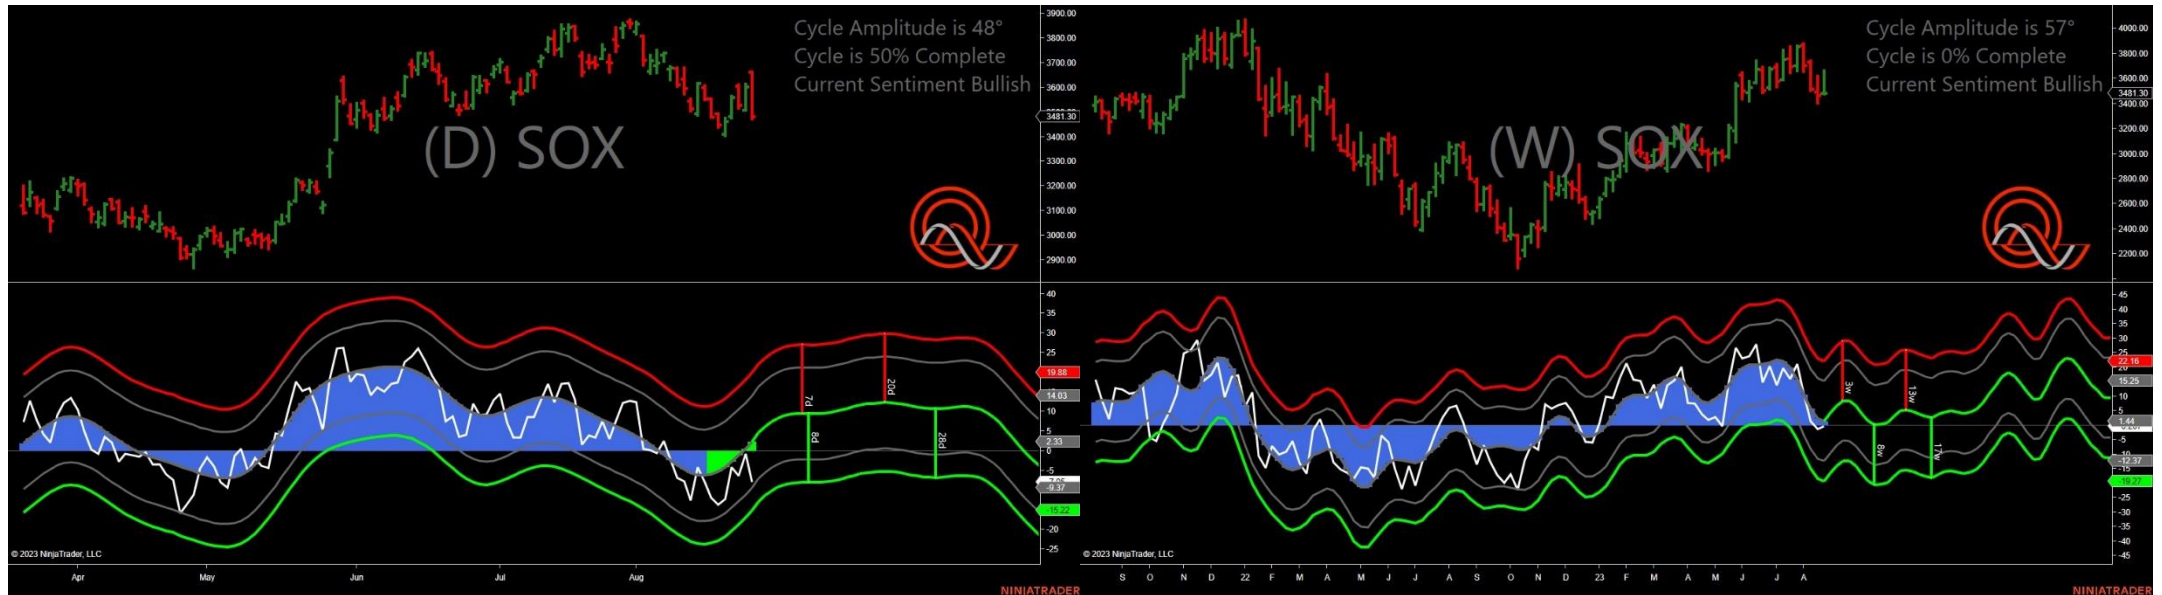 Cycle Amplitude is 48°
Cycle is 50% Complete
Current Sentiment Bullish
(D) SOX
3900.00
3800.00
3700.00
3600.00
3481.30
3400.00
3300.00
3200.00
3100.00
3000.00
2900.00
40
35
30
25
19.88
14.03
10
5
2.33
0
-5
-9.37
-15.22
-20
-25
7d
8d
20d
28d
© 2023 NinjaTrader, LLC
Apr May Jun Jul Aug
NINJATRADER
Cycle Amplitude is 57°
Cycle is 0% Complete
Current Sentiment Bullish
(W) SOX
4000.00
3800.00
3600.00
3481.30
3400.00
3200.00
3000.00
2800.00
2600.00
2400.00
2200.00
45
40
35
30
22.16
20
15.25
10
5
1.44
-5
-12.37
-15
-19.27
-25
-30
-35
-40
-45
3w
8w
13w
17w
© 2023 NinjaTrader, LLC
S O N D 22 F M A M J J A S O N D 23 F M A M J J A
NINJATRADER